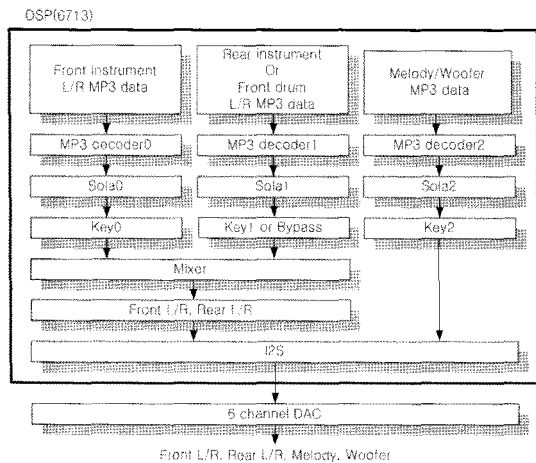 DSP(6713)
Front instrument
L/R MP3 data
Rear instrument
Or
Front drum
L/R MP3 data
Melody/Woofer
MP3 data
MP3 decoder0
MP3 decoder1
MP3 decoder2
Sola0
Sola1
Sola2
Key0
Key1 or Bypass
Key2
Mixer
Front L/R, Rear L/R
I2S
6 channel DAC
Front L/R, Rear L/R, Melody, Woofer